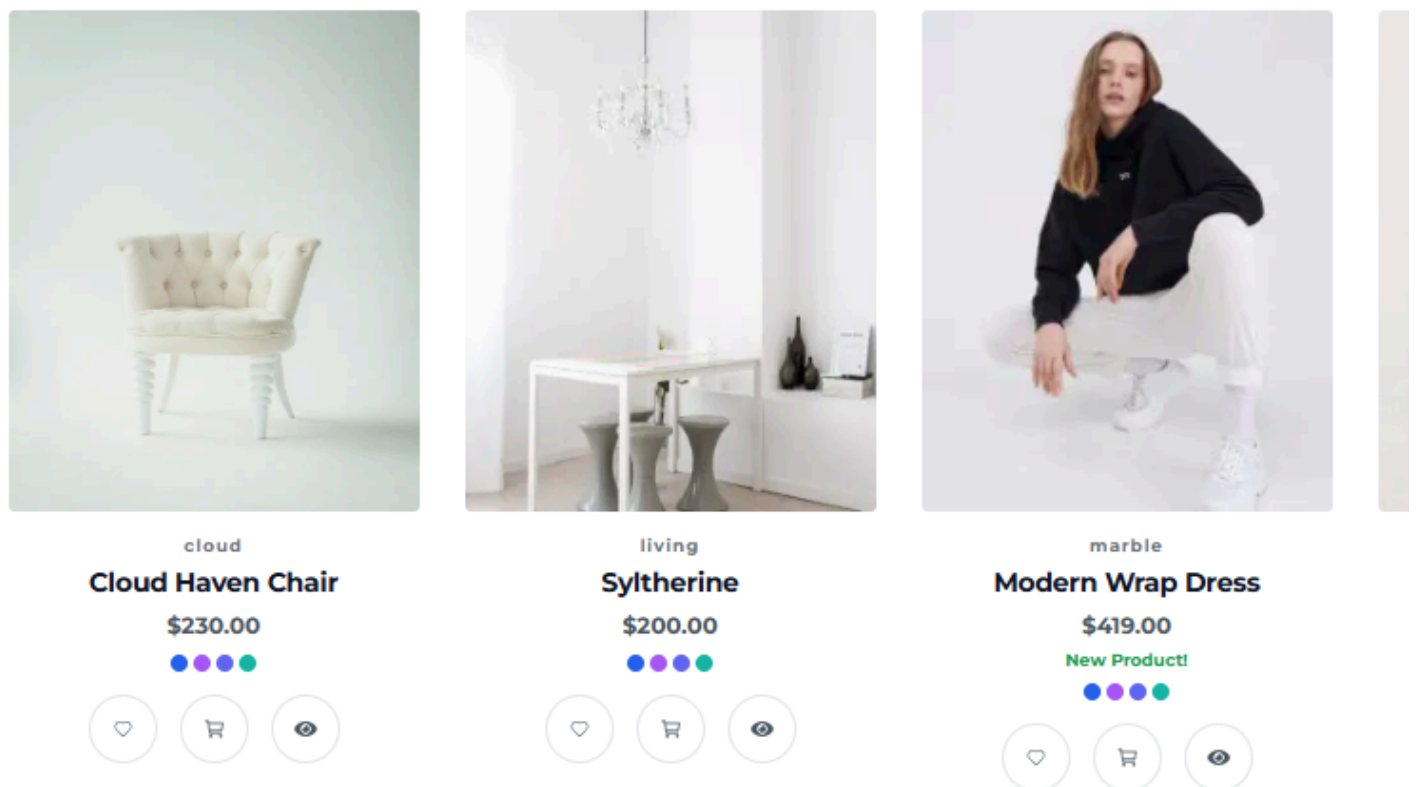 cloud
Cloud Haven Chair
$230.00
living
Syltherine
$200.00
marble
Modern Wrap Dress
$419.00
New Product!